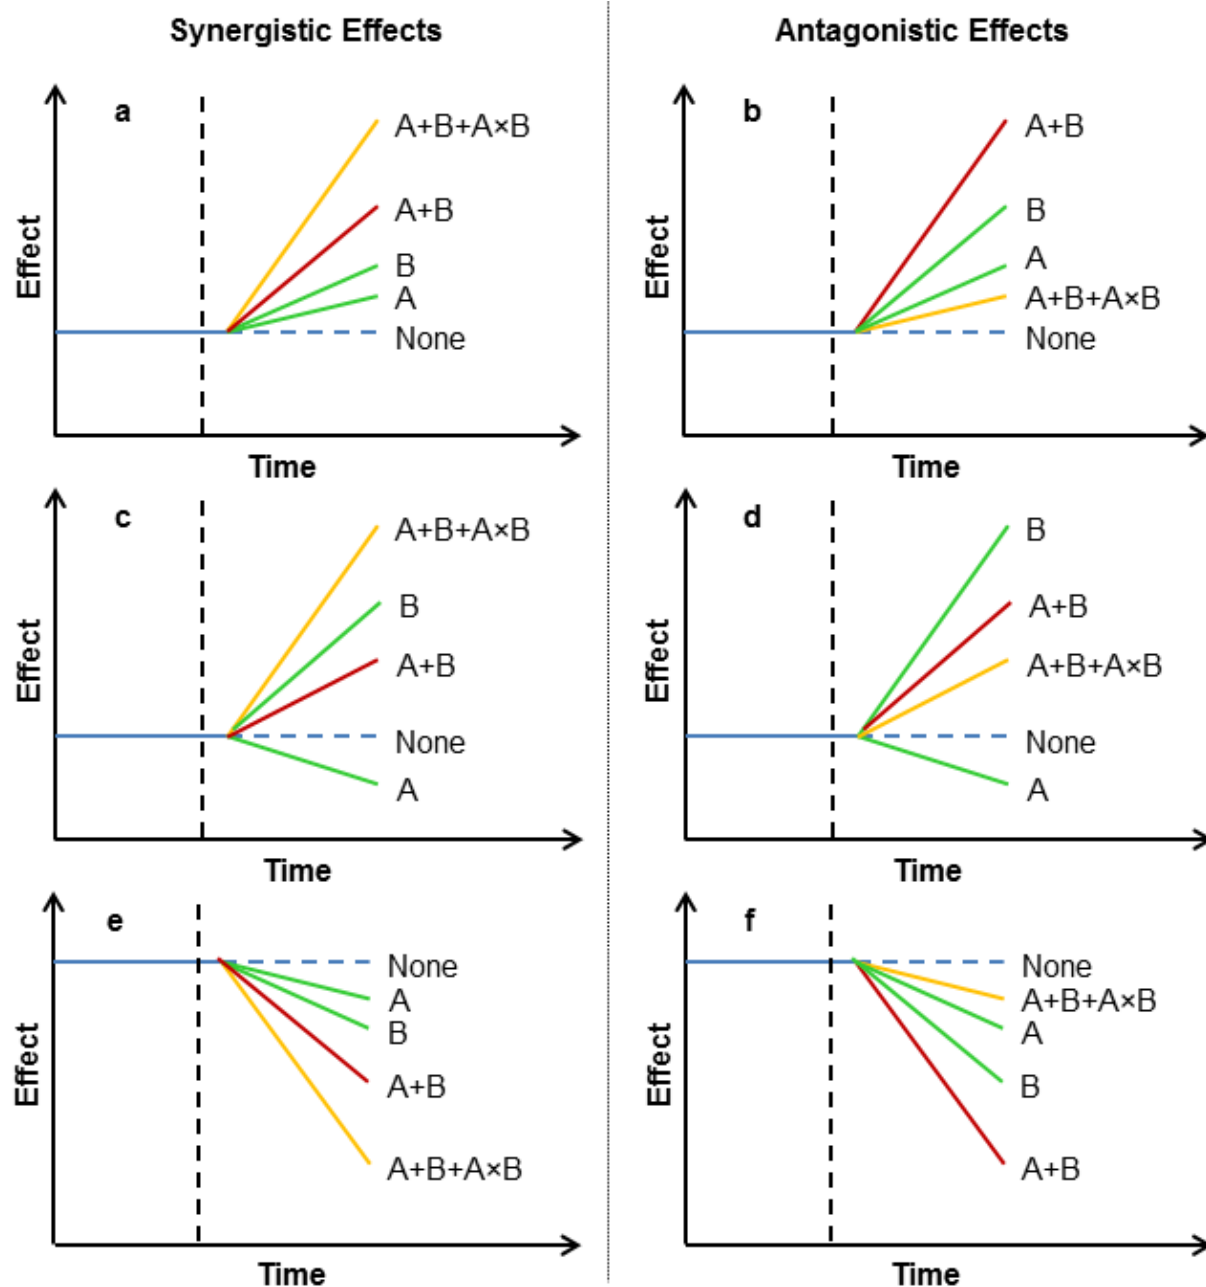 Synergistic Effects
Antagonistic Effects
a
A+B+A×B
A+B
B
A
None
Effect
Time
b
A+B
B
A
A+B+A×B
None
Effect
Time
c
A+B+A×B
B
A+B
None
A
Effect
Time
d
B
A+B
A+B+A×B
None
A
Effect
Time
e
None
A
B
A+B
A+B+A×B
Effect
Time
f
None
A+B+A×B
A
B
A+B
Effect
Time